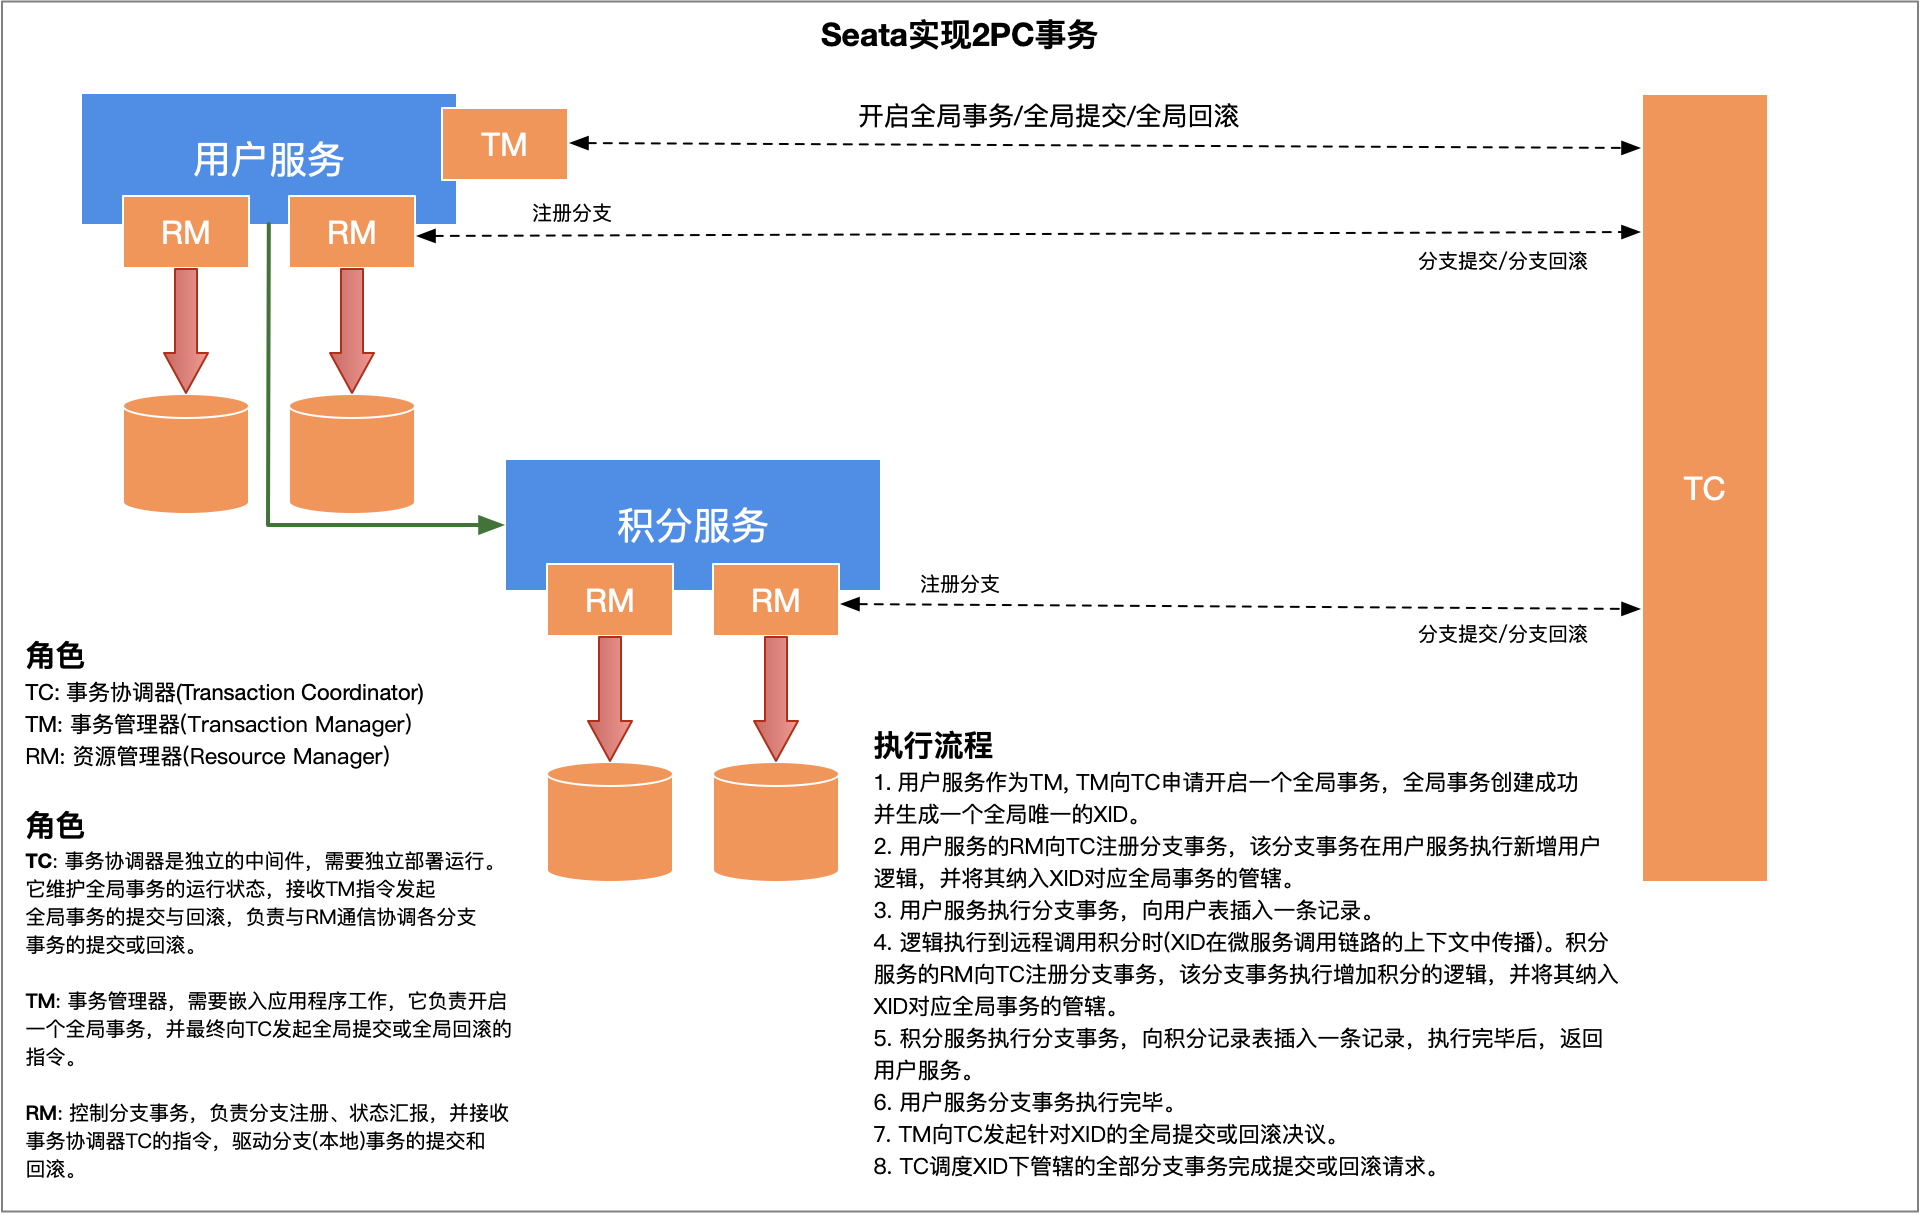 Seata实现2PC事务
用户服务
TM
开启全局事务/全局提交/全局回滚
RM
RM
注册分支
分支提交/分支回滚
TC
积分服务
RM
RM
注册分支
分支提交/分支回滚
角色
TC: 事务协调器(Transaction Coordinator)
TM: 事务管理器(Transaction Manager)
RM: 资源管理器(Resource Manager)
角色
TC: 事务协调器是独立的中间件，需要独立部署运行。
它维护全局事务的运行状态，接收TM指令发起
全局事务的提交与回滚，负责与RM通信协调各分支
事务的提交或回滚。
TM: 事务管理器，需要嵌入应用程序工作，它负责开启
一个全局事务，并最终向TC发起全局提交或全局回滚的
指令。
RM: 控制分支事务，负责分支注册、状态汇报，并接收
事务协调器TC的指令，驱动分支(本地)事务的提交和
回滚。
执行流程
1. 用户服务作为TM, TM向TC申请开启一个全局事务，全局事务创建成功
并生成一个全局唯一的XID。
2. 用户服务的RM向TC注册分支事务，该分支事务在用户服务执行新增用户
逻辑，并将其纳入XID对应全局事务的管辖。
3. 用户服务执行分支事务，向用户表插入一条记录。
4. 逻辑执行到远程调用积分时(XID在微服务调用链路的上下文中传播)。积分
服务的RM向TC注册分支事务，该分支事务执行增加积分的逻辑，并将其纳入
XID对应全局事务的管辖。
5. 积分服务执行分支事务，向积分记录表插入一条记录，执行完毕后，返回
用户服务。
6. 用户服务分支事务执行完毕。
7. TM向TC发起针对XID的全局提交或回滚决议。
8. TC调度XID下管辖的全部分支事务完成提交或回滚请求。